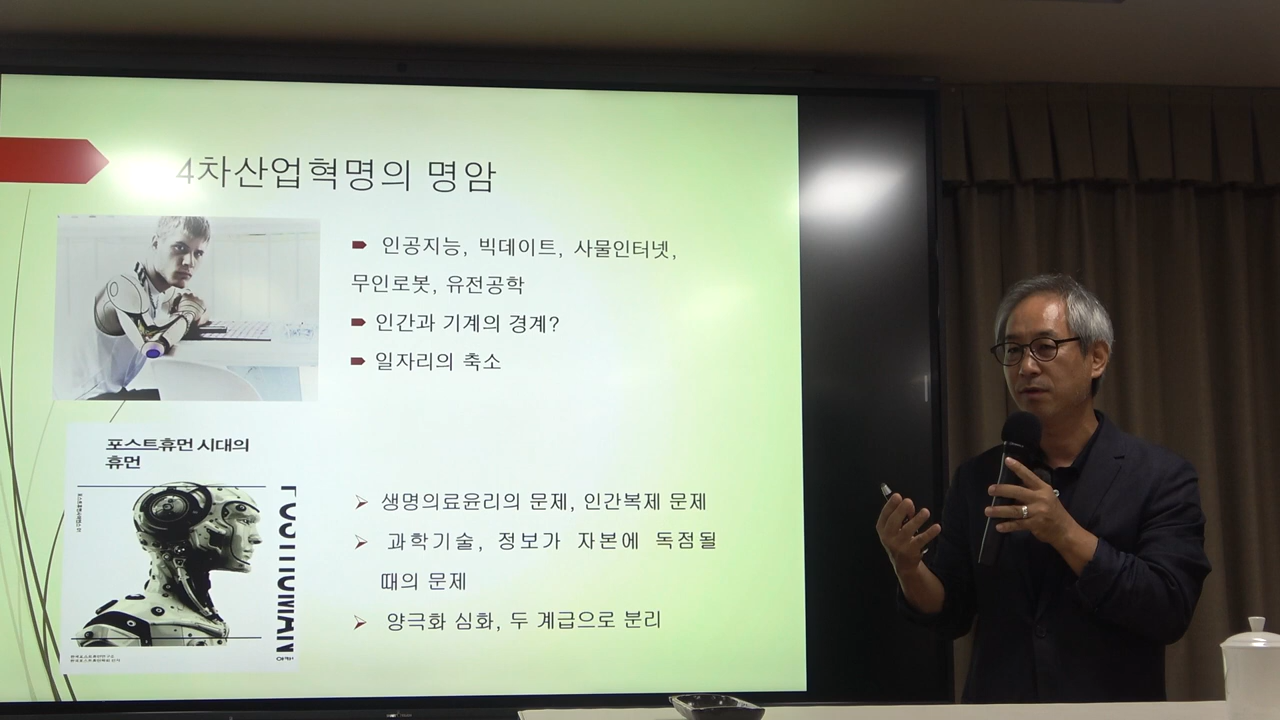 4차산업혁명의 명암
인공지능, 빅데이트, 사물인터넷,
무인로봇, 유전공학
인간과 기계의 경계?
일자리의 축소
포스트휴먼 시대의
휴먼
POSTHUMAN
생명의료윤리의 문제, 인간복제 문제
과학기술, 정보가 자본에 독점될
때의 문제
양극화 심화, 두 계급으로 분리